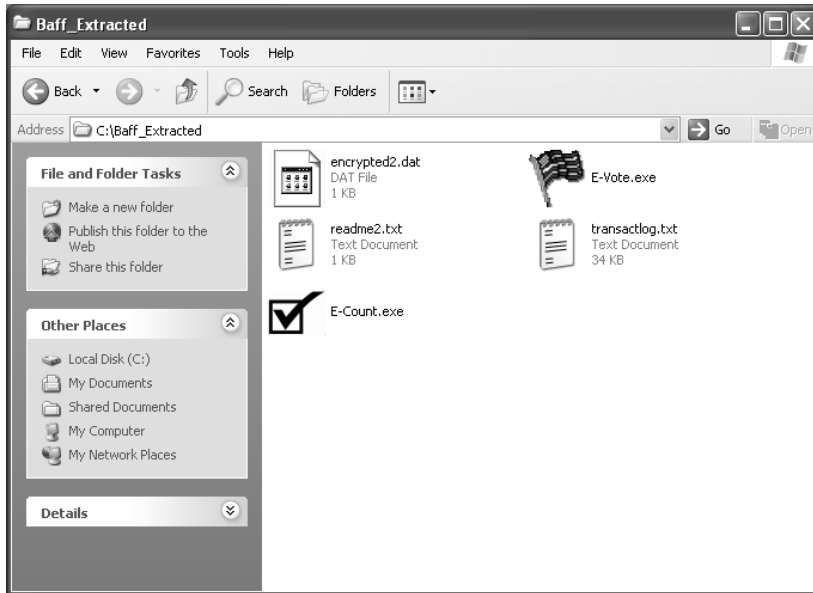 Baff_Extracted
File Edit View Favorites Tools Help
Back Search Folders
Address C:\Baff_Extracted Go Open
File and Folder Tasks
Make a new folder
Publish this folder to the
Web
Share this folder
Other Places
Local Disk (C:)
My Documents
Shared Documents
My Computer
My Network Places
Details
encrypted2.dat
DAT File
1 KB
E-Vote.exe
readme2.txt
Text Document
1 KB
transactlog.txt
Text Document
34 KB
E-Count.exe